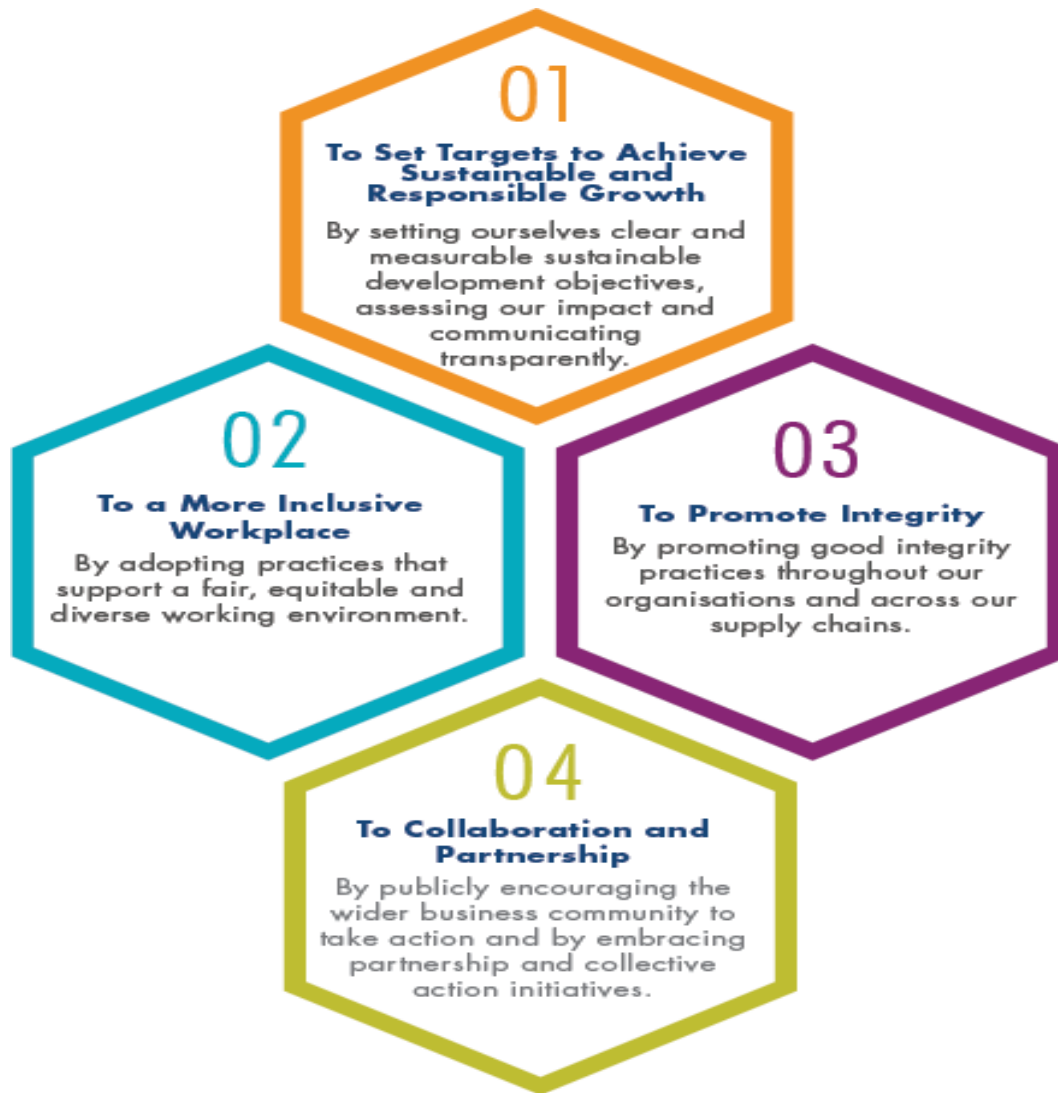 01
To Set Targets to Achieve
Sustainable and
Responsible Growth
By setting ourselves clear and
measurable sustainable
development objectives,
assessing our impact and
communicating
transparently.
02
To a More Inclusive
Workplace
By adopting practices that
support a fair, equitable and
diverse working environment.
03
To Promote Integrity
By promoting good integrity
practices throughout our
organisations and across our
supply chains.
04
To Collaboration and
Partnership
By publicly encouraging the
wider business community to
take action and by embracing
partnership and collective
action initiatives.